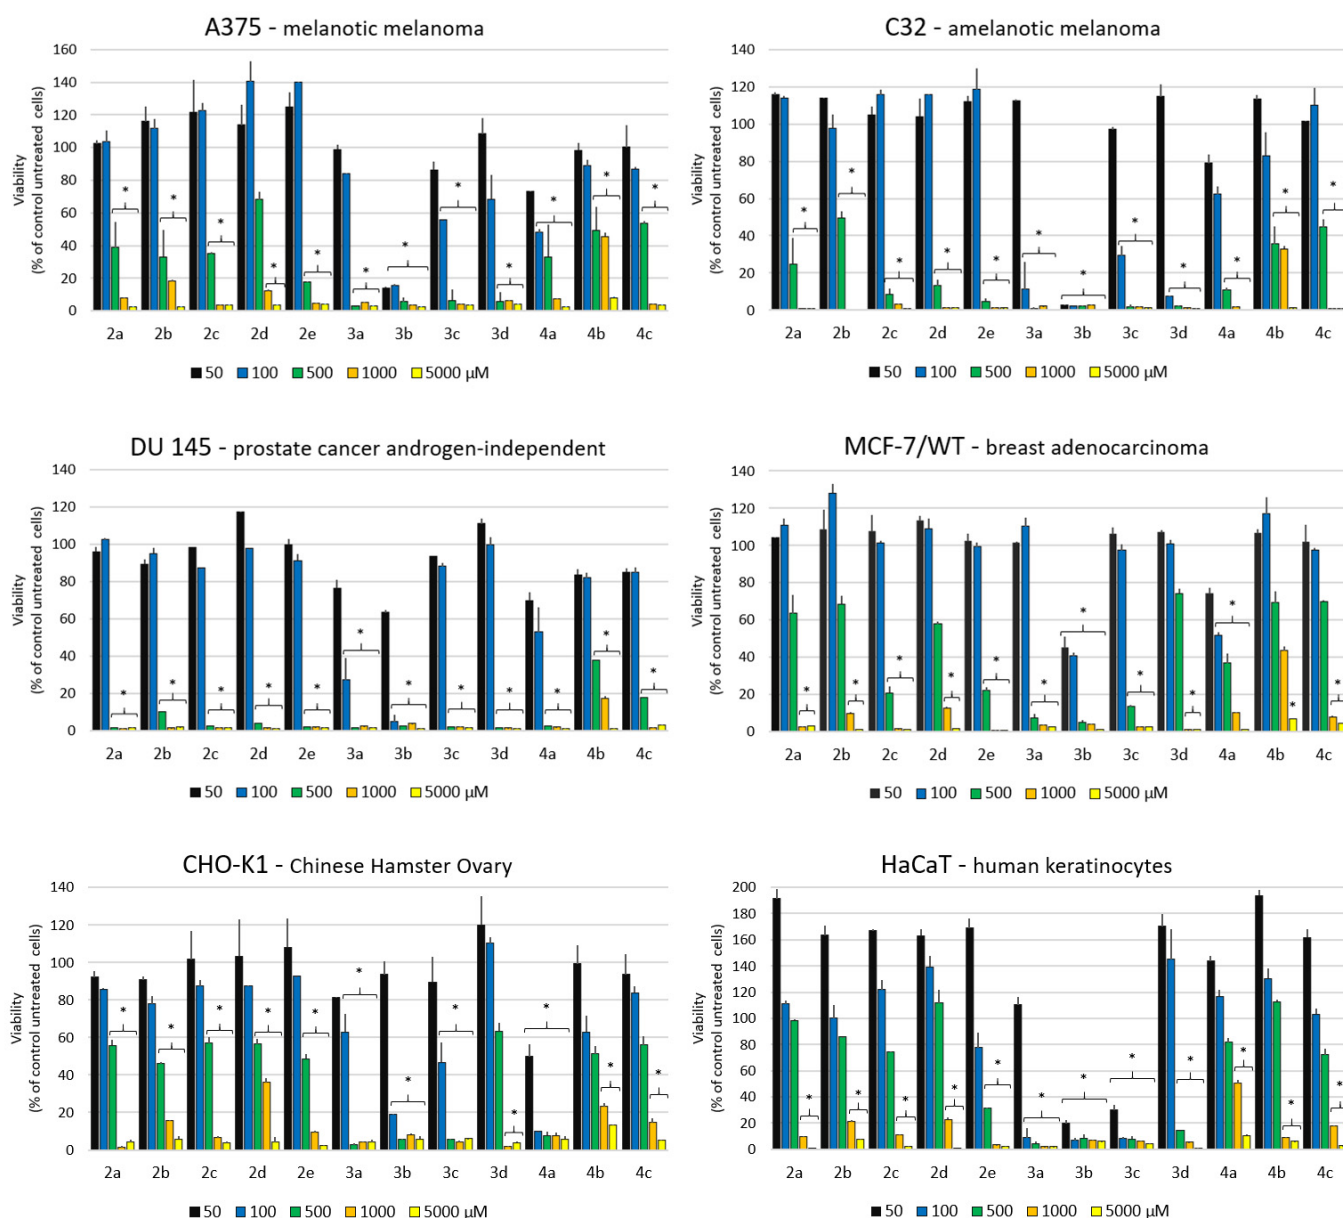 A375 - melanotic melanoma
Viability
(% of control untreated cells)
160
140
120
100
80
60
40
20
0
* * * * * * * * * * * *
2a 2b 2c 2d 2e 3a 3b 3c 3d 4a 4b 4c
50 100 500 1000 5000 µM
C32 - amelanotic melanoma
Viability
(% of control untreated cells)
140
120
100
80
60
40
20
0
* * * * * * * * * * * *
2a 2b 2c 2d 2e 3a 3b 3c 3d 4a 4b 4c
50 100 500 1000 5000 µM
DU 145 - prostate cancer androgen-independent
Viability
(% of control untreated cells)
140
120
100
80
60
40
20
0
* * * * * * * * * * * *
2a 2b 2c 2d 2e 3a 3b 3c 3d 4a 4b 4c
50 100 500 1000 5000 µM
MCF-7/WT - breast adenocarcinoma
Viability
(% of control untreated cells)
140
120
100
80
60
40
20
0
* * * * * * * * * * * *
2a 2b 2c 2d 2e 3a 3b 3c 3d 4a 4b 4c
50 100 500 1000 5000 µM
CHO-K1 - Chinese Hamster Ovary
Viability
(% of control untreated cells)
140
120
100
80
60
40
20
0
* * * * * * * * * * * *
2a 2b 2c 2d 2e 3a 3b 3c 3d 4a 4b 4c
50 100 500 1000 5000 µM
HaCaT - human keratinocytes
Viability
(% of control untreated cells)
200
180
160
140
120
100
80
60
40
20
0
* * * * * * * * * * * *
2a 2b 2c 2d 2e 3a 3b 3c 3d 4a 4b 4c
50 100 500 1000 5000 µM